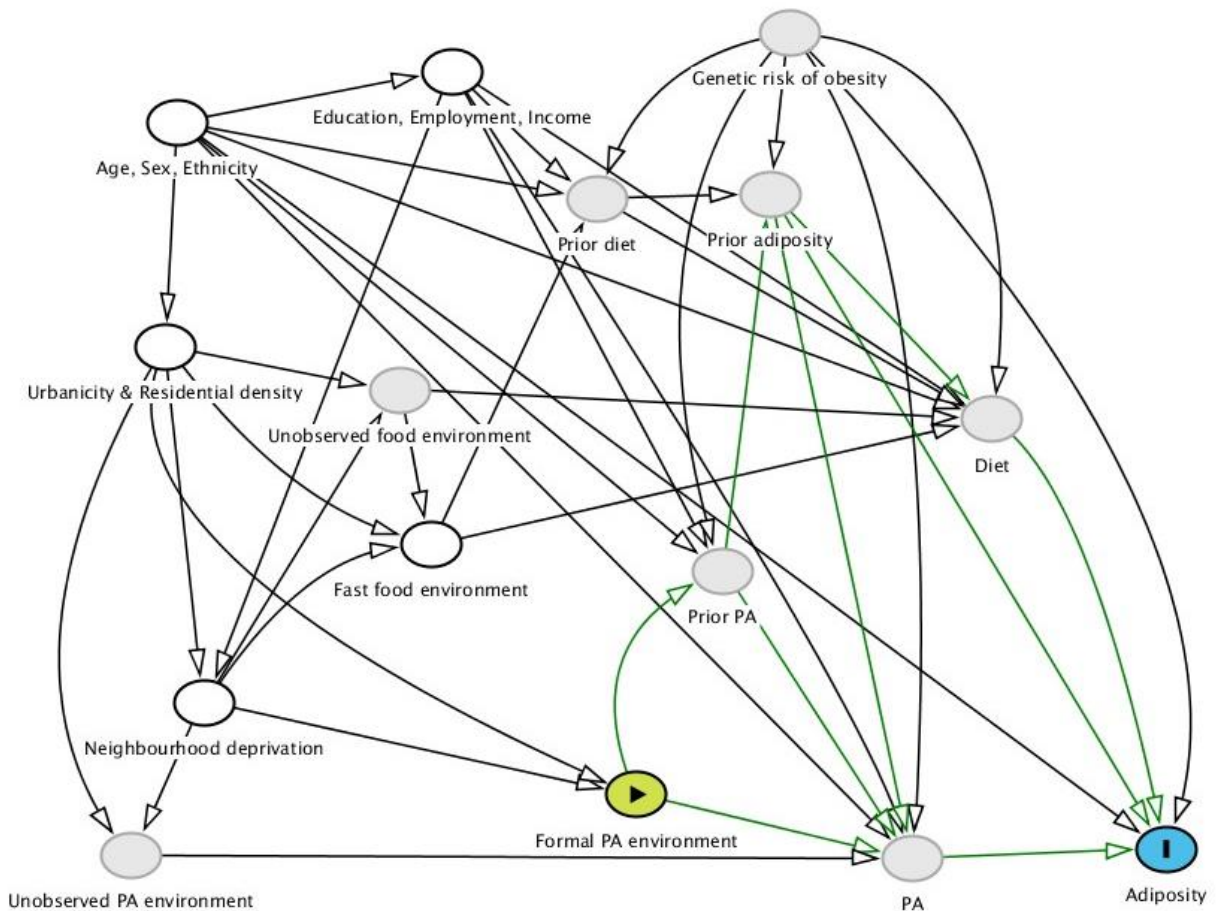 Genetic risk of obesity
Education, Employment, Income
Age, Sex, Ethnicity
Prior diet
Prior adiposity
Urbanicity & Residential density
Unobserved food environment
Diet
Fast food environment
Prior PA
Neighbourhood deprivation
Formal PA environment
Adiposity
Unobserved PA environment
PA